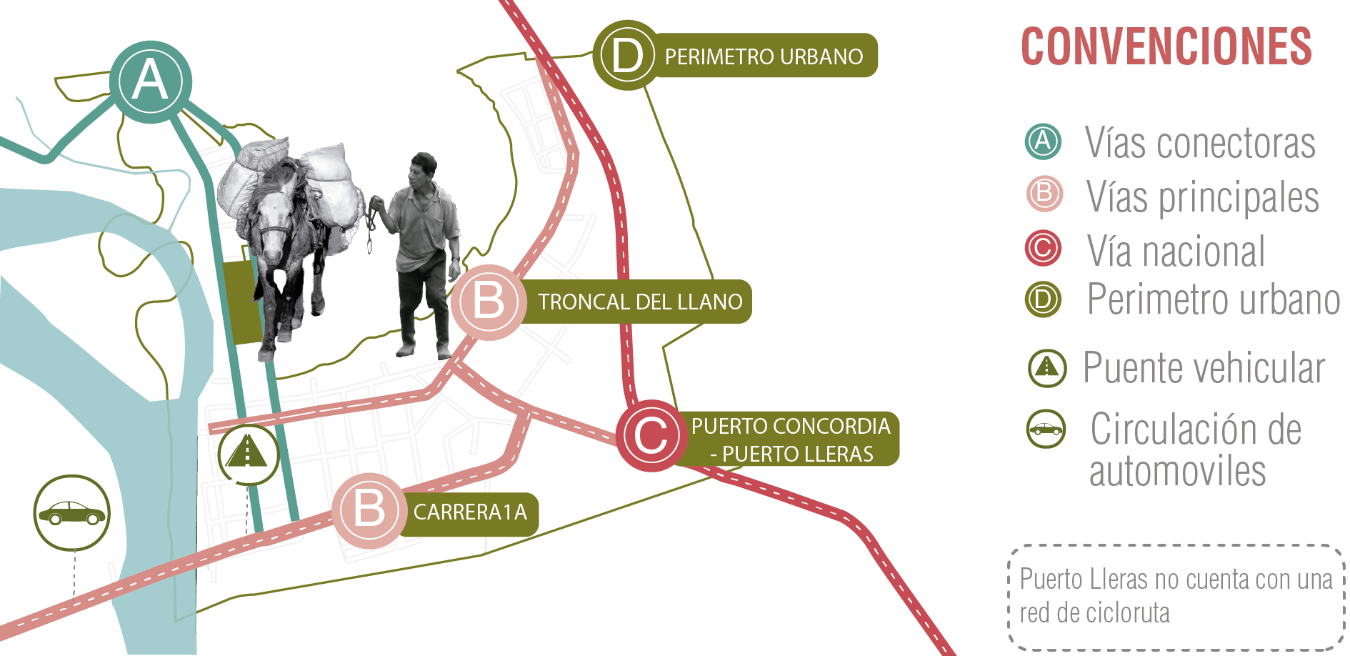 A
D
PERIMETRO URBANO
B
TRONCAL DEL LLANO
C
PUERTO CONCORDIA
- PUERTO LLERAS
B
CARRERA1A
CONVENCIONES
A Vías conectoras
B Vías principales
C Vía nacional
D Perimetro urbano
Puente vehicular
Circulación de
automoviles
Puerto Lleras no cuenta con una
red de cicloruta